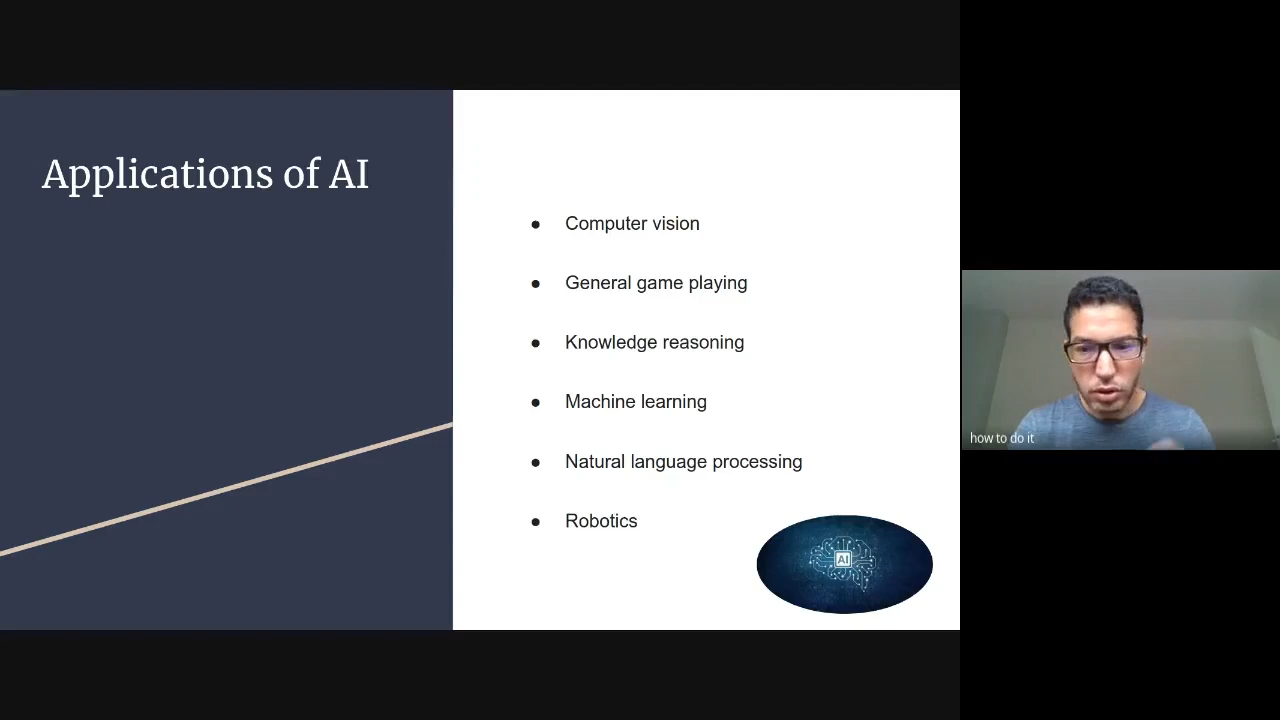 Applications of AI
Computer vision
General game playing
Knowledge reasoning
Machine learning
Natural language processing
Robotics
AI
how to do it